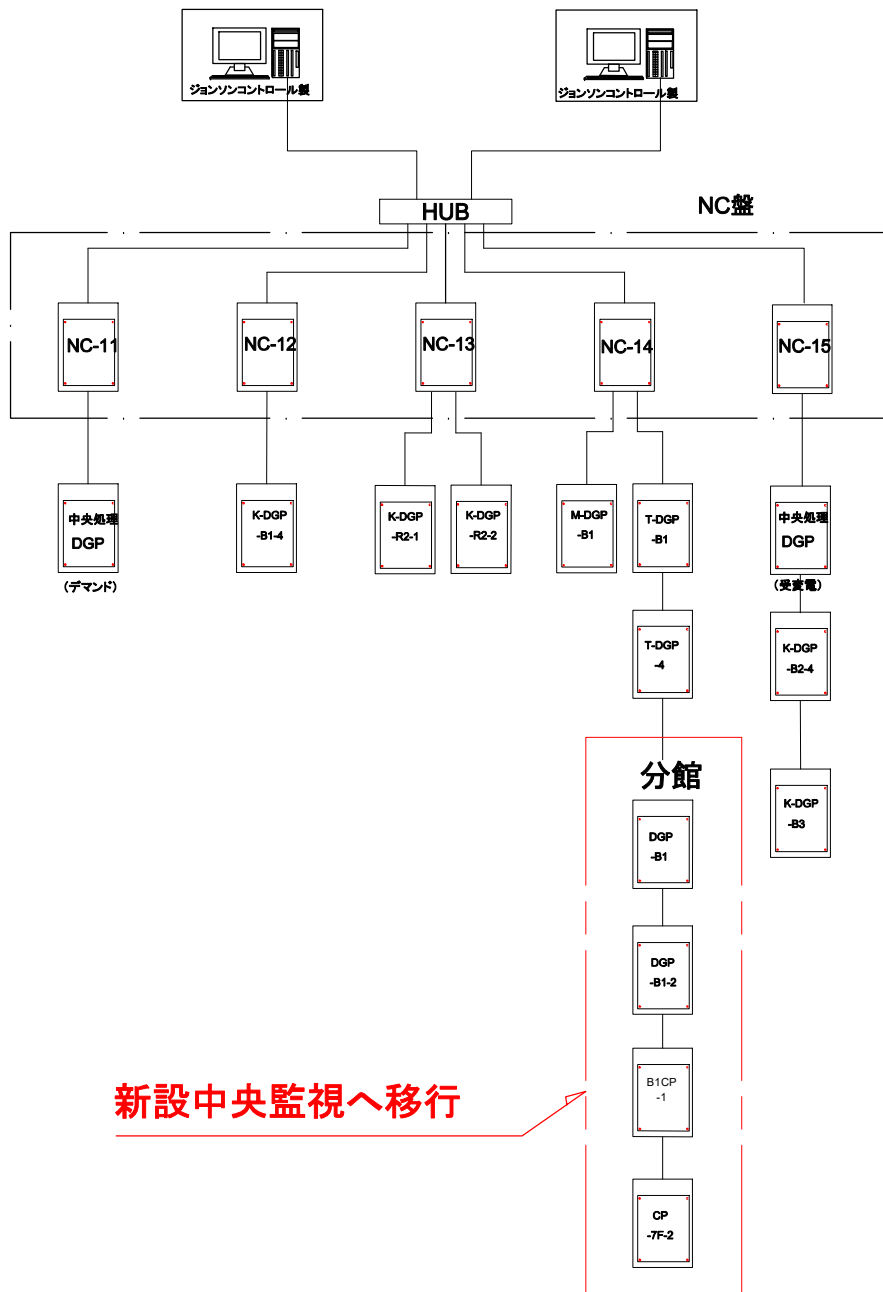 ジョンソンコントロール製
ジョンソンコントロール製
HUB
NC盤
NC-11
NC-12
NC-13
NC-14
NC-15
中央処理
DGP
(デマンド)
K-DGP
-B1-4
K-DGP
-R2-1
K-DGP
-R2-2
M-DGP
-B1
T-DGP
-B1
中央処理
DGP
(受変電)
T-DGP
-4
K-DGP
-B2-4
分館
K-DGP
-B3
DGP
-B1
DGP
-B1-2
新設中央監視へ移行
B1CP
-1
CP
-7F-2